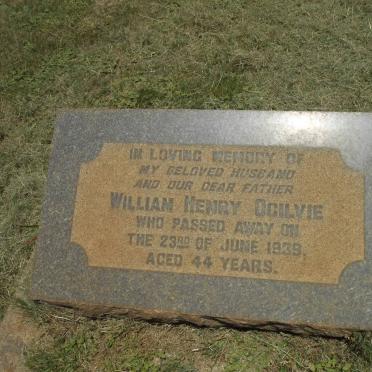 IN LOVING MEMORY OF
MY BELOVED HUSBAND
AND OUR DEAR FATHER
WILLIAN HENRY OGILVIE
WHO PASSED AWAY ON
THE 23RD OF JUNE 1939,
AGED 44 YEARS.